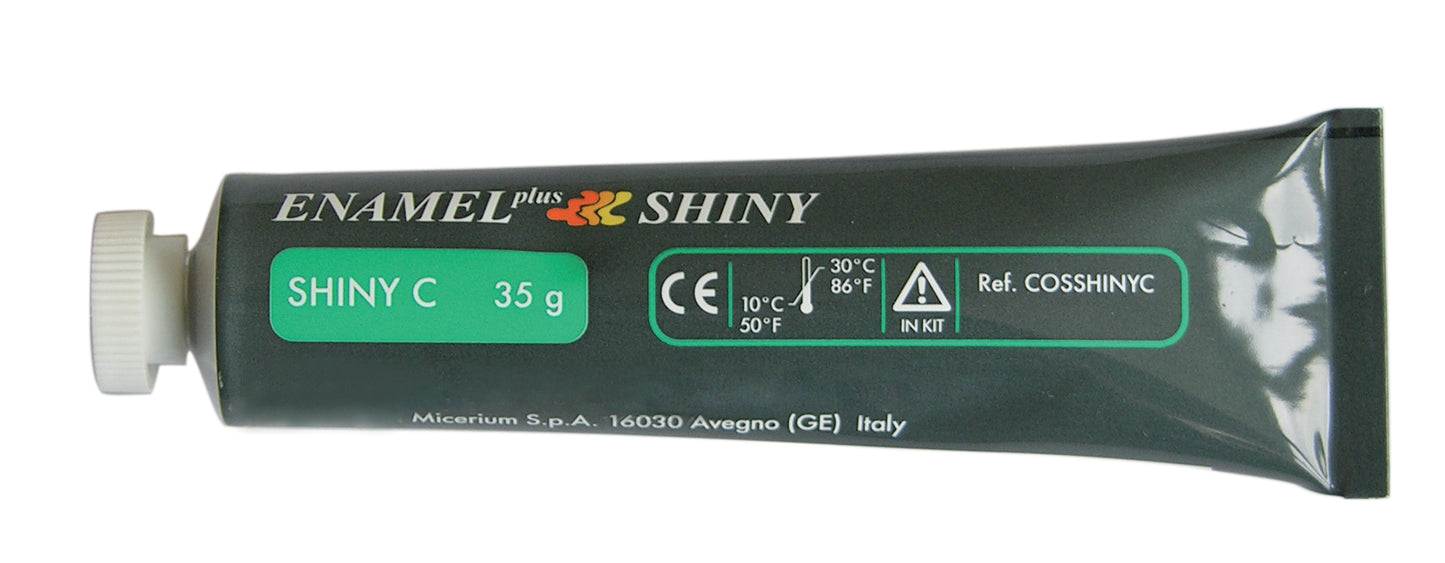 ENAMEL plus SHINY
SHINY C 35 g
CE
10°C
50°F
30°C
86°F
IN KIT
Ref. COSSHINYC
Micerium S.p.A. 16030 Avegno (GE) Italy